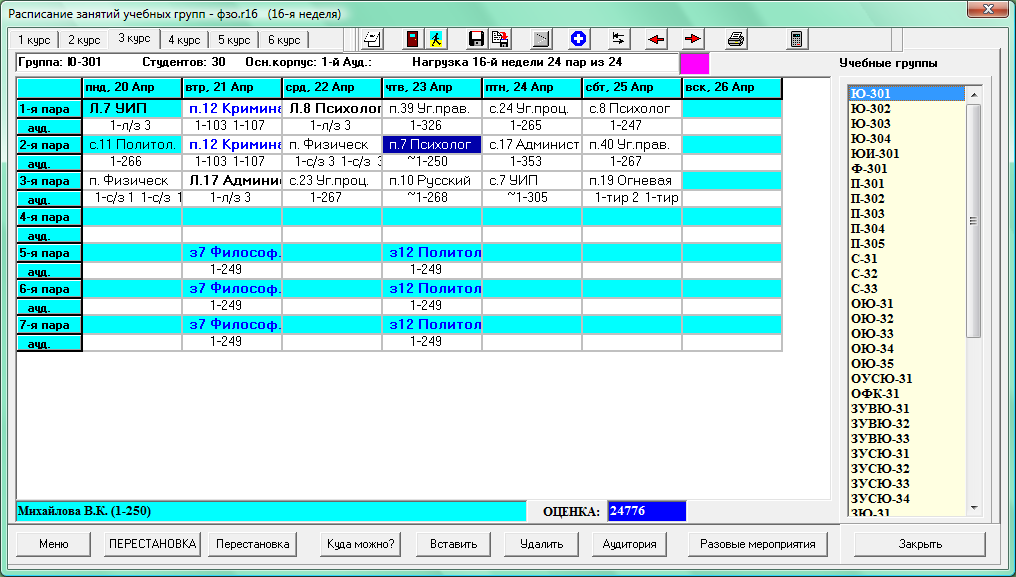 Расписание занятий учебных групп - фзо.r16 (16-я неделя)
1 курс 2 курс 3 курс 4 курс 5 курс 6 курс
Группа: Ю-301 Студентов: 30 Осн.корпус: 1-й Ауд.: Нагрузка 16-й недели 24 пар из 24
Учебные группы
пнд, 20 Апр втр, 21 Апр срд, 22 Апр чтв, 23 Апр птн, 24 Апр сбт, 25 Апр вск, 26 Апр
1-я пара Л.7 УИП п.12 Кримина Л.8 Психолог п.39 Уг.прав. с.24 Уг.проц. с.8 Психолог
ауд. 1-л/з 3 1-103 1-107 1-л/з 3 1-326 1-265 1-247
2-я пара с.11 Политол. п.12 Кримина п. Физическ п.7 Психолог с.17 Админист п.40 Уг.прав.
ауд. 1-266 1-103 1-107 1-с/з 3 1-с/з 3 ~1-250 1-353 1-267
3-я пара п. Физическ Л.17 Админис с.23 Уг.проц. п.10 Русский с.7 УИП п.19 Огневая
ауд. 1-с/з 1 1-с/з 1 1-л/з 3 1-267 ~1-268 ~1-305 1-тир 2 1-тир
4-я пара
ауд.
5-я пара з7 Философ. з12 Политол
ауд. 1-249 1-249
6-я пара з7 Философ. з12 Политол
ауд. 1-249 1-249
7-я пара з7 Философ. з12 Политол
ауд. 1-249 1-249
Ю-301
Ю-302
Ю-303
Ю-304
ЮИ-301
Ф-301
П-301
П-302
П-303
П-304
П-305
С-31
С-32
С-33
ОЮ-31
ОЮ-32
ОЮ-33
ОЮ-34
ОЮ-35
ОУСЮ-31
ОФК-31
ЗУВЮ-31
ЗУВЮ-32
ЗУВЮ-33
ЗУСЮ-31
ЗУСЮ-32
ЗУСЮ-33
ЗУСЮ-34
ЗЮ-31
Михайлова В.К. (1-250) ОЦЕНКА: 24776
Меню ПЕРЕСТАНОВКА Перестановка Куда можно? Вставить Удалить Аудитория Разовые мероприятия Закрыть